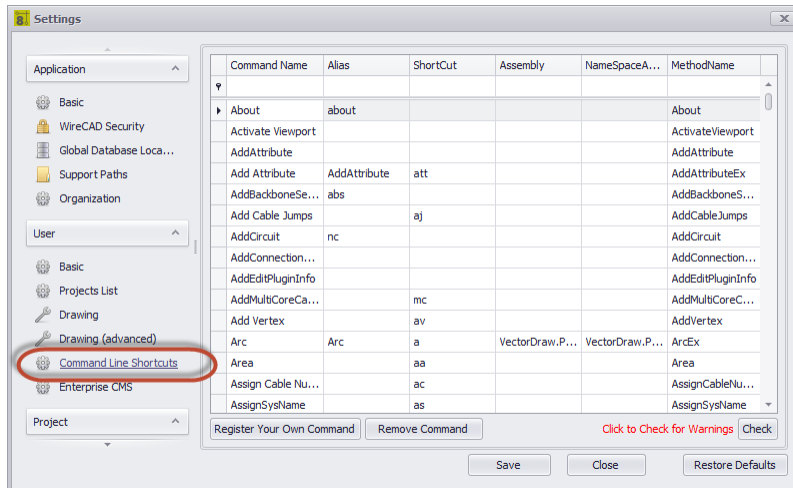 8 Settings
Application
Basic
WireCAD Security
Global Database Loca...
Support Paths
Organization
User
Basic
Projects List
Drawing
Drawing (advanced)
Command Line Shortcuts
Enterprise CMS
Project
Command Name Alias ShortCut Assembly NameSpaceA... MethodName
About about About
Activate Viewport ActivateViewport
AddAttribute AddAttribute
Add Attribute AddAttribute att AddAttributeEx
AddBackboneSe... abs AddBackboneS...
Add Cable Jumps aj AddCableJumps
AddCircuit nc AddCircuit
AddConnection... AddConnection...
AddEditPluginInfo AddEditPluginInfo
AddMultiCoreCa... mc AddMultiCoreC...
Add Vertex av AddVertex
Arc Arc a VectorDraw.P... VectorDraw.P... ArcEx
Area aa Area
Assign Cable Nu... ac AssignCableNu...
AssignSysName as AssignSysName
Register Your Own Command Remove Command Click to Check for Warnings Check
Save Close Restore Defaults